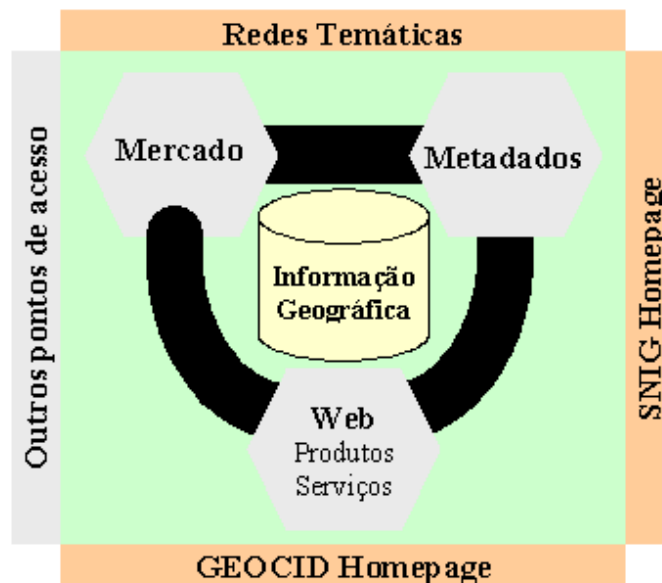 Redes Temáticas
Outros pontos de acesso
Mercado
Metadados
Informação
Geográfica
SNIG Homepage
Web
Produtos
Serviços
GEOCID Homepage